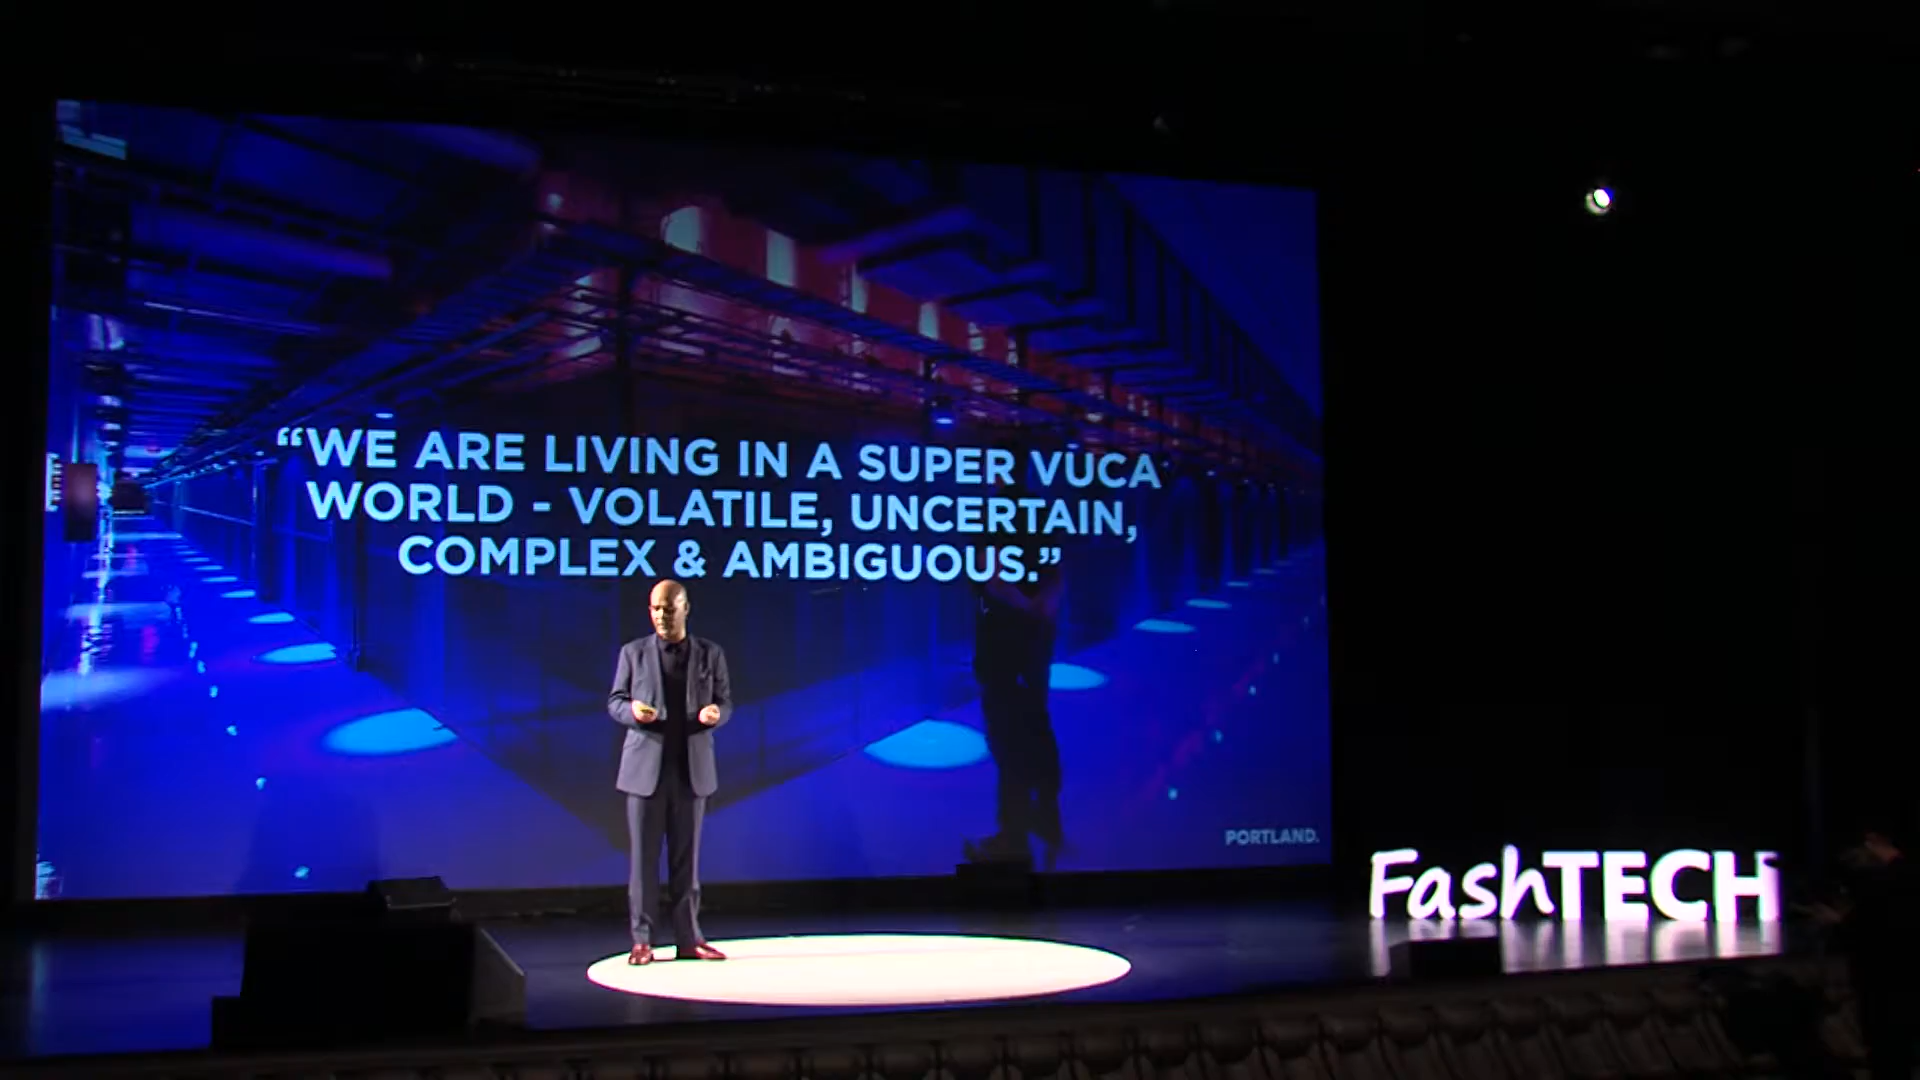 “WE ARE LIVING IN A SUPER VUCA
WORLD - VOLATILE, UNCERTAIN,
COMPLEX & AMBIGUOUS.”
PORTLAND.
FashTECH